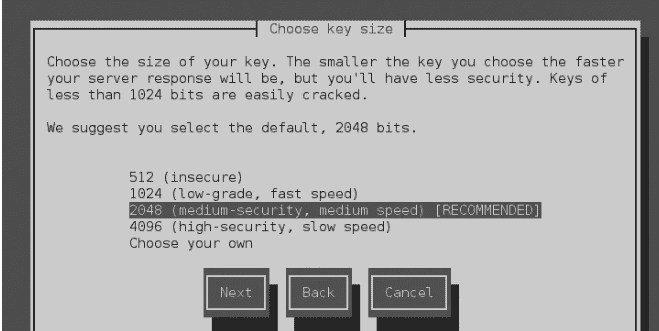 Choose key size
Choose the size of your key. The smaller the key you choose the faster
your server response will be, but you'll have less security. Keys of
less than 1024 bits are easily cracked.
We suggest you select the default, 2048 bits.
512 (insecure)
1024 (low-grade, fast speed)
2048 (medium-security, medium speed) [RECOMMENDED]
4096 (high-security, slow speed)
Choose your own
Next Back Cancel